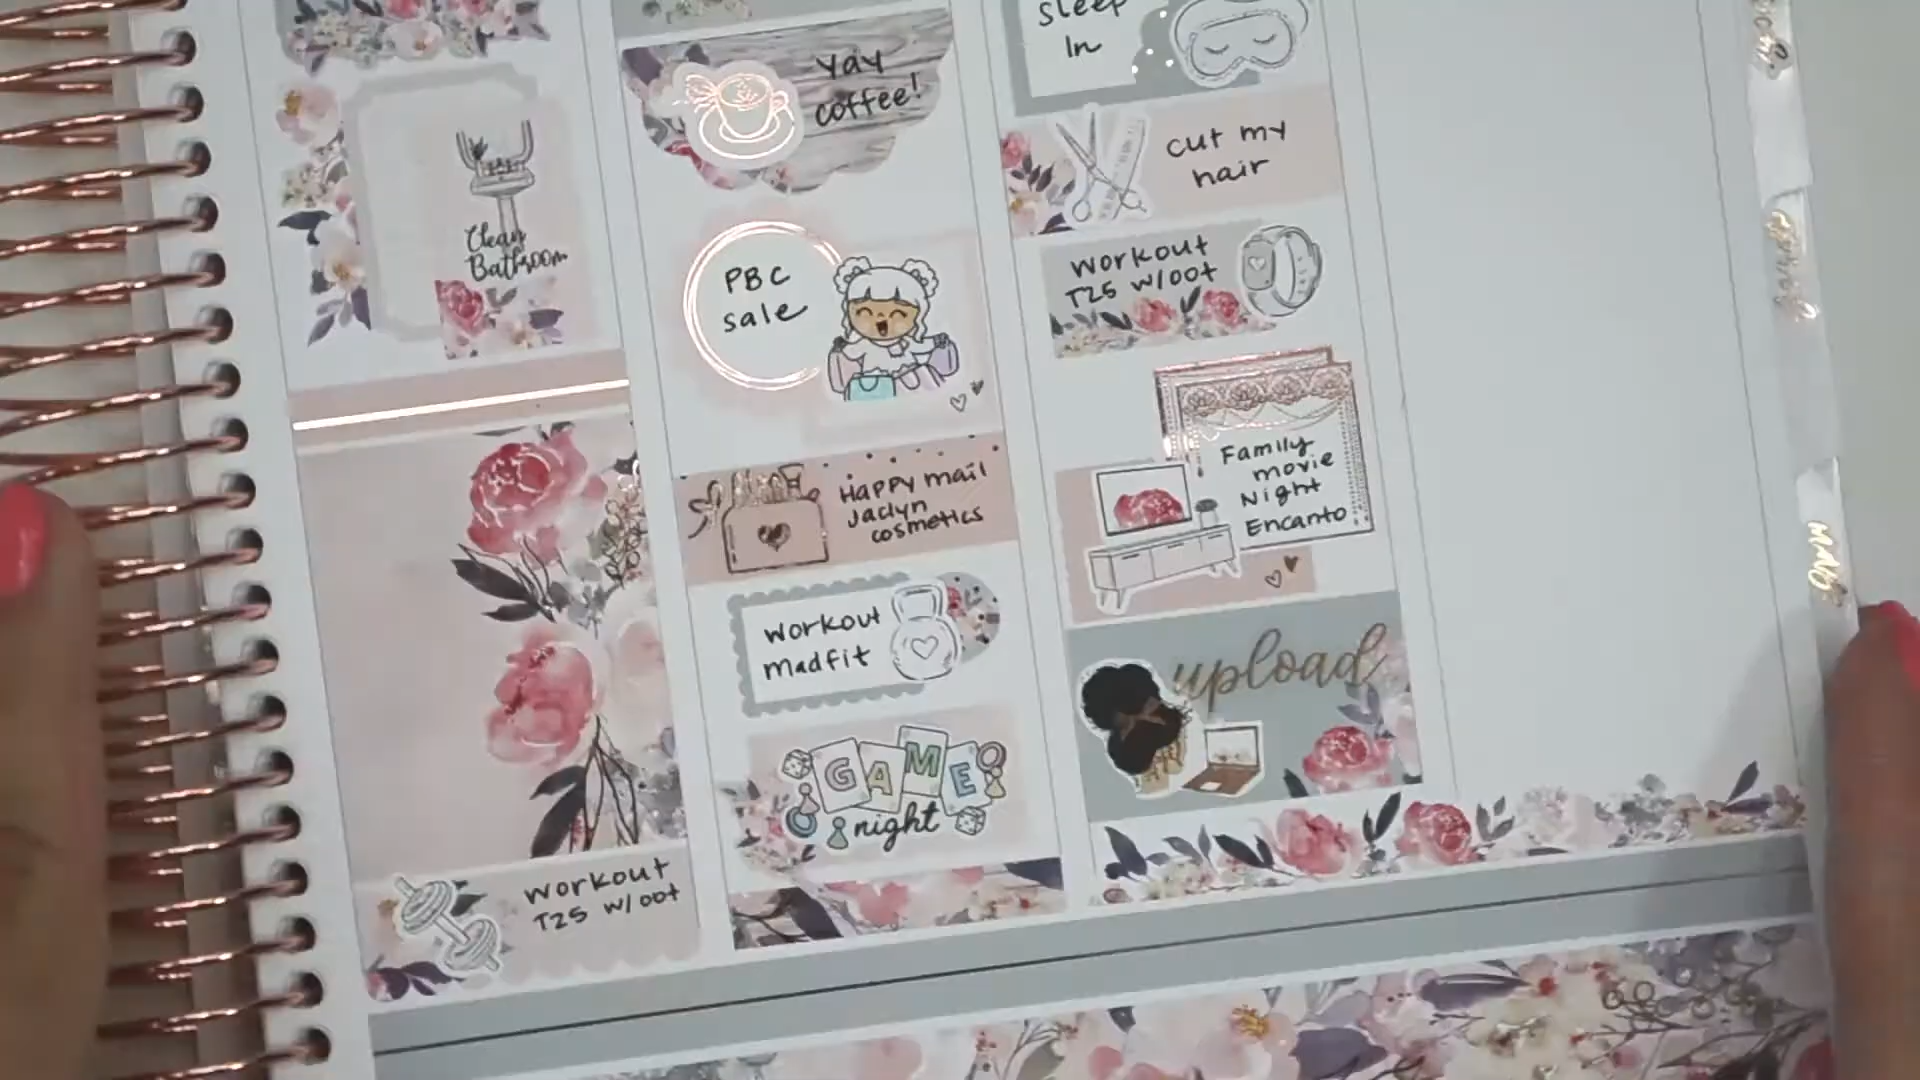 Clean
Bathroom
workout
T25 w/oot
Yay
coffee!
PBC
sale
Happy mail
Jaclyn
cosmetics
workout
madfit
GAME
night
sleep
In
cut my
hair
workout
T25 w/oot
Family
movie
Night
Encanto
upload